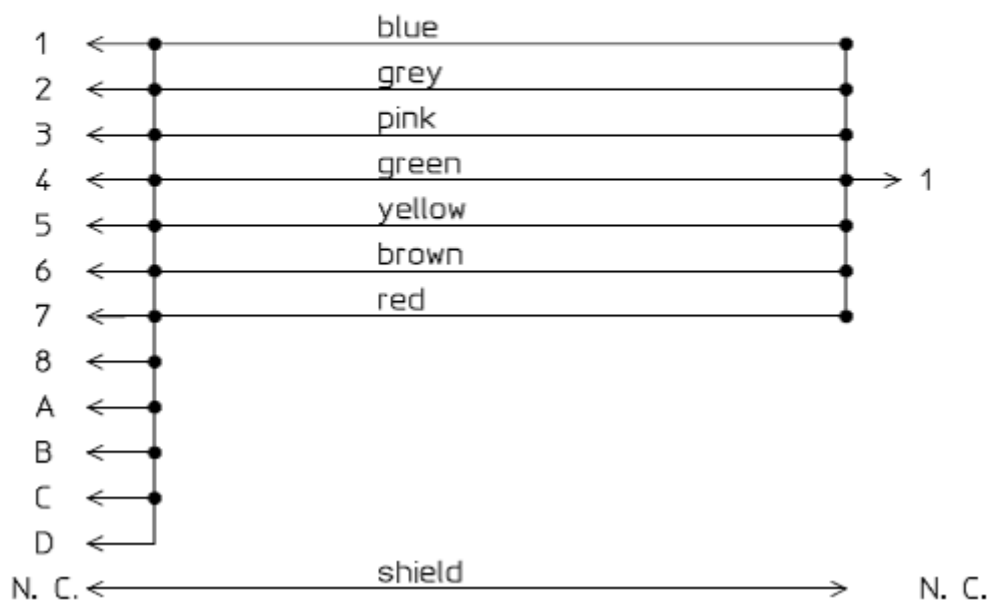 1 blue
2 grey
3 pink
4 green 1
5 yellow
6 brown
7 red
8
A
B
C
D
N. C. shield N. C.